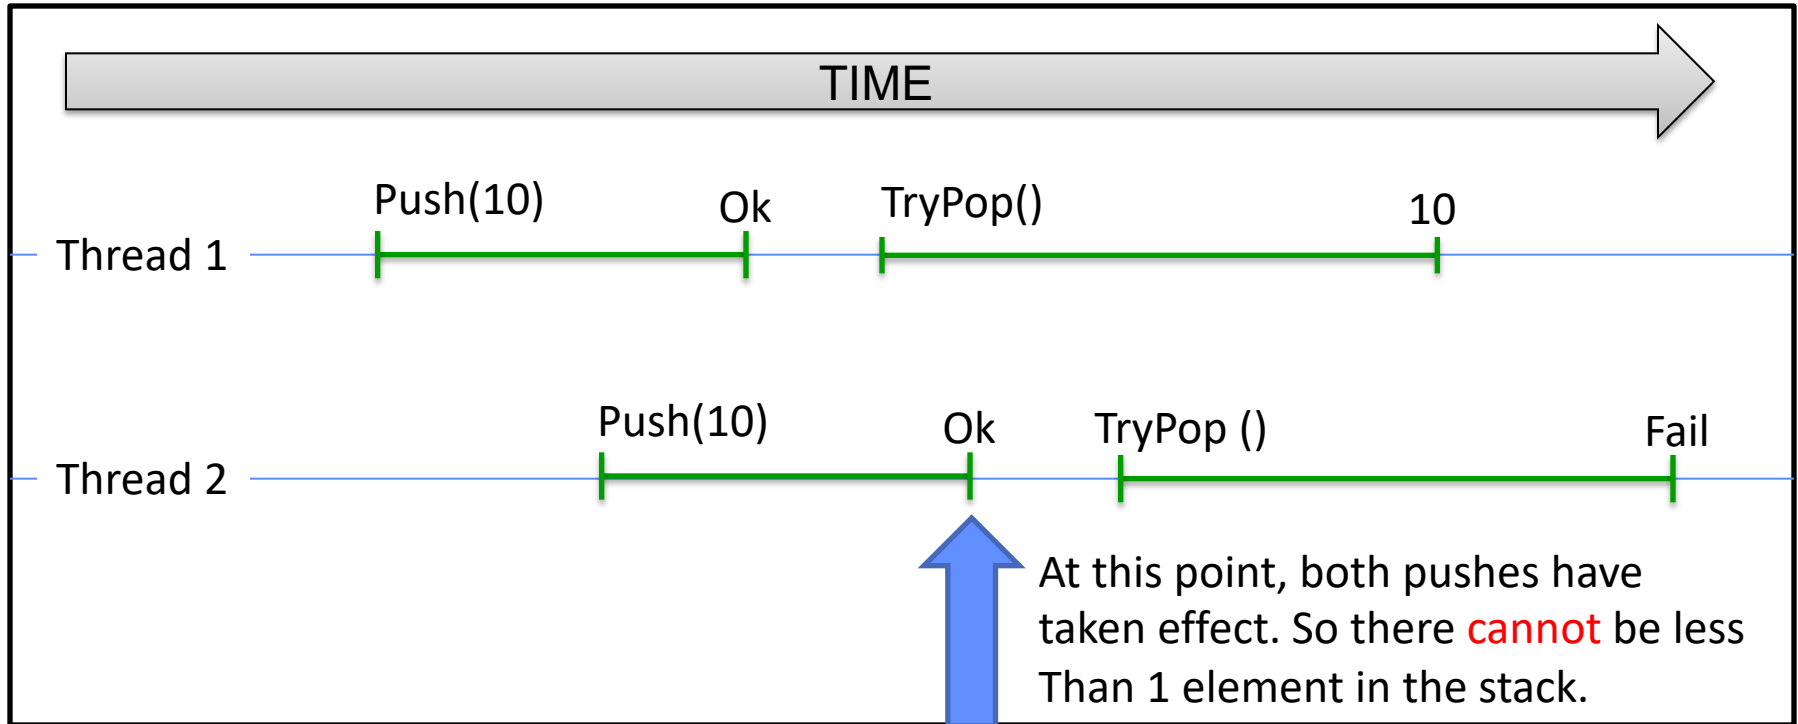 TIME
Push(10)
Ok
TryPop()
10
Thread 1
Push(10)
Ok
TryPop ()
Fail
Thread 2
At this point, both pushes have
taken effect. So there cannot be less
Than 1 element in the stack.